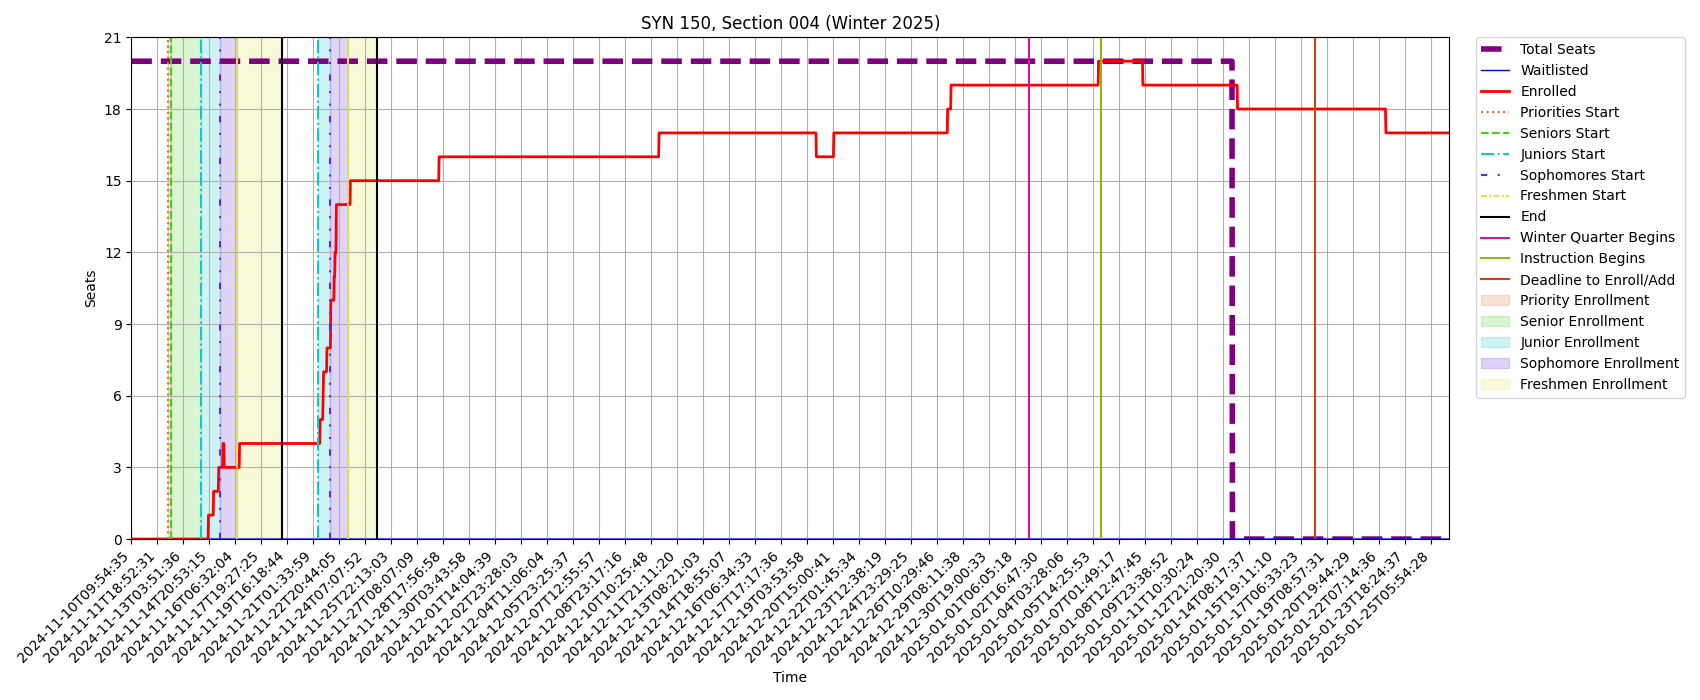 SYN 150, Section 004 (Winter 2025)
21
18
15
12
9
6
3
0
Seats
2024-11-10T09:54:35
2024-11-11T18:52:31
2024-11-13T03:51:36
2024-11-14T20:53:15
2024-11-16T06:32:04
2024-11-17T19:27:25
2024-11-19T16:18:44
2024-11-21T01:33:59
2024-11-22T20:44:05
2024-11-24T07:07:52
2024-11-25T22:13:03
2024-11-27T08:07:09
2024-11-28T17:56:58
2024-11-30T03:43:58
2024-12-01T14:04:39
2024-12-02T23:28:03
2024-12-04T11:06:04
2024-12-05T23:25:37
2024-12-07T12:55:57
2024-12-08T23:17:16
2024-12-10T10:25:48
2024-12-11T21:11:20
2024-12-13T08:21:03
2024-12-14T18:55:07
2024-12-16T06:34:33
2024-12-17T17:17:36
2024-12-19T03:53:58
2024-12-20T15:00:41
2024-12-22T01:45:34
2024-12-23T12:38:19
2024-12-24T23:29:25
2024-12-26T10:29:46
2024-12-29T08:11:38
2024-12-30T19:00:33
2025-01-01T06:05:18
2025-01-02T16:47:30
2025-01-04T03:28:06
2025-01-05T14:25:53
2025-01-07T01:49:17
2025-01-08T12:47:45
2025-01-09T23:38:52
2025-01-11T10:30:24
2025-01-12T21:20:30
2025-01-14T08:17:37
2025-01-15T19:11:10
2025-01-17T06:33:23
2025-01-19T08:57:31
2025-01-20T19:44:29
2025-01-22T07:14:36
2025-01-23T18:24:37
2025-01-25T05:54:28
Time
Total Seats
Waitlisted
Enrolled
Priorities Start
Seniors Start
Juniors Start
Sophomores Start
Freshmen Start
End
Winter Quarter Begins
Instruction Begins
Deadline to Enroll/Add
Priority Enrollment
Senior Enrollment
Junior Enrollment
Sophomore Enrollment
Freshmen Enrollment